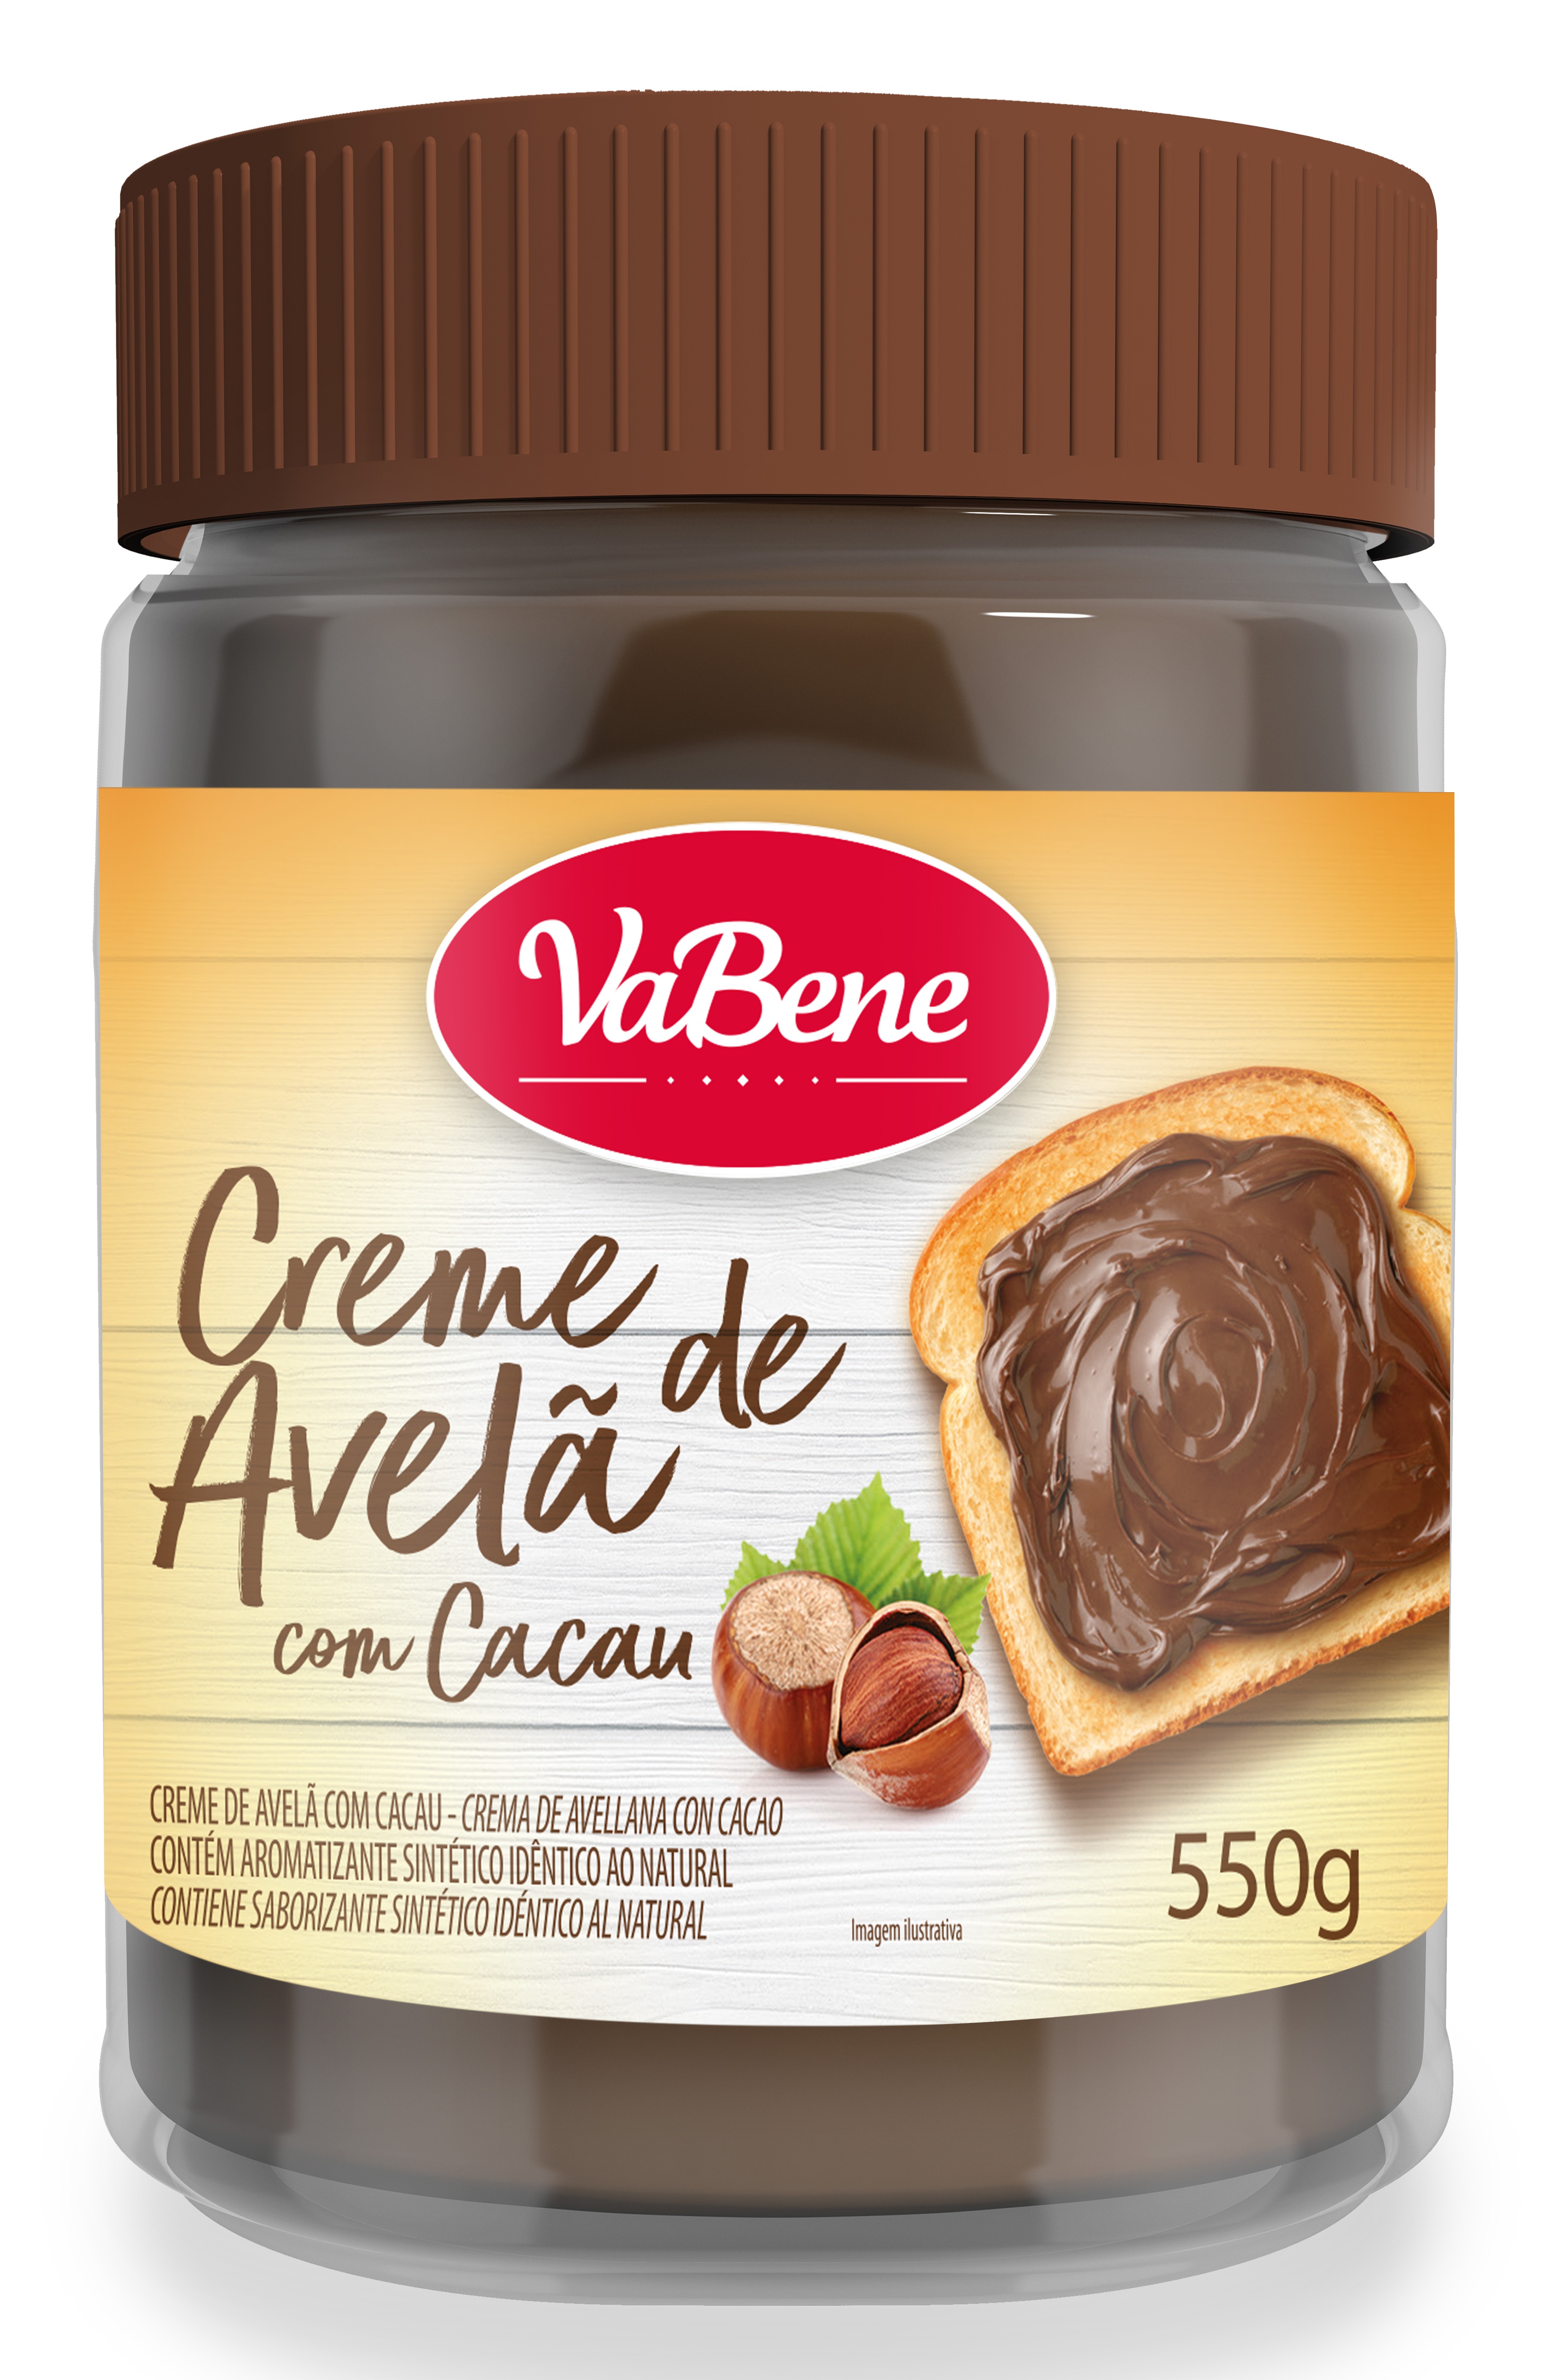 VaBene
Creme de
Avelã
com Cacau
CREME DE AVELÃ COM CACAU - CREMA DE AVELLANA CON CACAO
CONTÉM AROMATIZANTE SINTÉTICO IDÊNTICO AO NATURAL
CONTIENE SABORIZANTE SINTÉTICO IDÉNTICO AL NATURAL
Imagem ilustrativa
550g